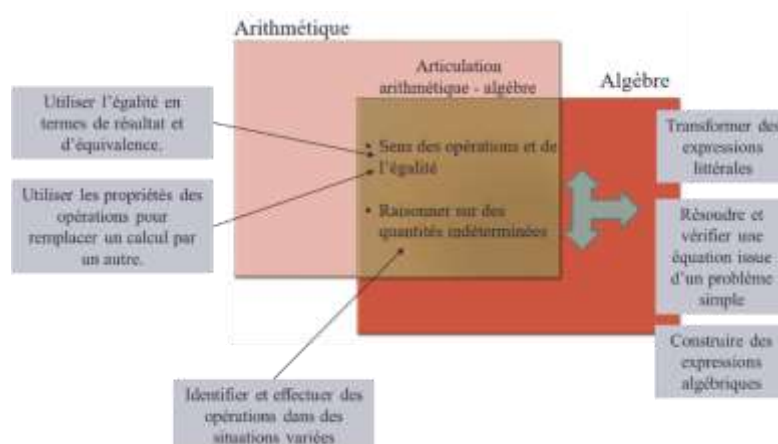 Arithmétique
Articulation
arithmétique - algèbre
Algèbre
Utiliser l'égalité en
termes de résultat et
d'équivalence.
• Sens des opérations et de
l'égalité
Transformer des
expressions
littérales
Utiliser les propriétés des
opérations pour
remplacer un calcul par
un autre.
• Raisonner sur des
quantités indéterminées
Résoudre et
vérifier une
équation issue
d'un problème
simple
Construire des
expressions
algébriques
Identifier et effectuer des
opérations dans des
situations variées